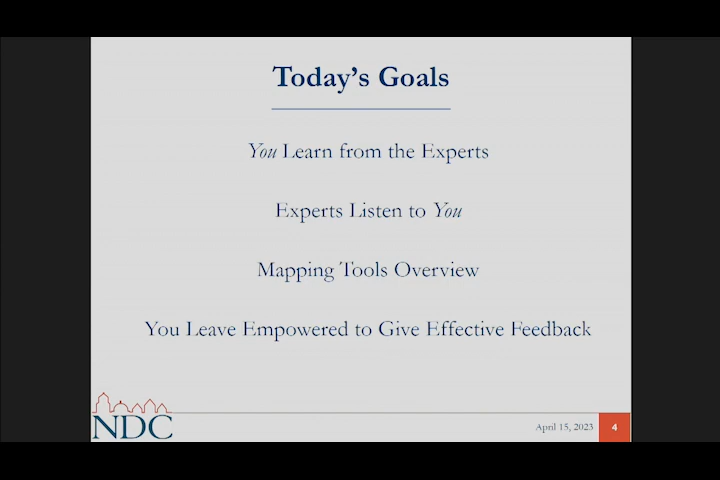 Today's Goals
You Learn from the Experts
Experts Listen to You
Mapping Tools Overview
You Leave Empowered to Give Effective Feedback
NDC
April 15, 2023
4